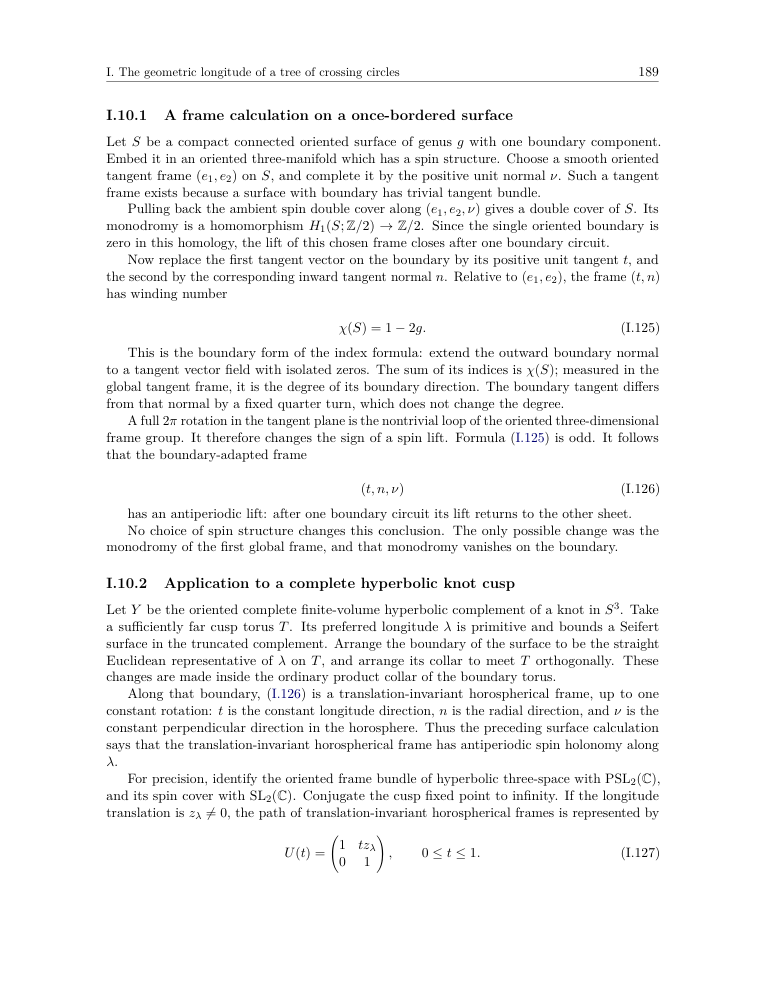 I. The geometric longitude of a tree of crossing circles 189
I.10.1 A frame calculation on a once-bordered surface
Let S be a compact connected oriented surface of genus g with one boundary component.
Embed it in an oriented three-manifold which has a spin structure. Choose a smooth oriented
tangent frame (e₁, e₂) on S, and complete it by the positive unit normal ν. Such a tangent
frame exists because a surface with boundary has trivial tangent bundle.
Pulling back the ambient spin double cover along (e₁, e₂, ν) gives a double cover of S. Its
monodromy is a homomorphism H₁(S; ℤ/2) → ℤ/2. Since the single oriented boundary is
zero in this homology, the lift of this chosen frame closes after one boundary circuit.
Now replace the first tangent vector on the boundary by its positive unit tangent t, and
the second by the corresponding inward tangent normal n. Relative to (e₁, e₂), the frame (t, n)
has winding number
χ(S) = 1 − 2g. (I.125)
This is the boundary form of the index formula: extend the outward boundary normal
to a tangent vector field with isolated zeros. The sum of its indices is χ(S); measured in the
global tangent frame, it is the degree of its boundary direction. The boundary tangent differs
from that normal by a fixed quarter turn, which does not change the degree.
A full 2π rotation in the tangent plane is the nontrivial loop of the oriented three-dimensional
frame group. It therefore changes the sign of a spin lift. Formula (I.125) is odd. It follows
that the boundary-adapted frame
(t, n, ν) (I.126)
has an antiperiodic lift: after one boundary circuit its lift returns to the other sheet.
No choice of spin structure changes this conclusion. The only possible change was the
monodromy of the first global frame, and that monodromy vanishes on the boundary.
I.10.2 Application to a complete hyperbolic knot cusp
Let Y be the oriented complete finite-volume hyperbolic complement of a knot in S³. Take
a sufficiently far cusp torus T. Its preferred longitude λ is primitive and bounds a Seifert
surface in the truncated complement. Arrange the boundary of the surface to be the straight
Euclidean representative of λ on T, and arrange its collar to meet T orthogonally. These
changes are made inside the ordinary product collar of the boundary torus.
Along that boundary, (I.126) is a translation-invariant horospherical frame, up to one
constant rotation: t is the constant longitude direction, n is the radial direction, and ν is the
constant perpendicular direction in the horosphere. Thus the preceding surface calculation
says that the translation-invariant horospherical frame has antiperiodic spin holonomy along
λ.
For precision, identify the oriented frame bundle of hyperbolic three-space with PSL₂(ℂ),
and its spin cover with SL₂(ℂ). Conjugate the cusp fixed point to infinity. If the longitude
translation is z_λ ≠ 0, the path of translation-invariant horospherical frames is represented by
U(t) = (1 tz_λ; 0 1), 0 ≤ t ≤ 1. (I.127)